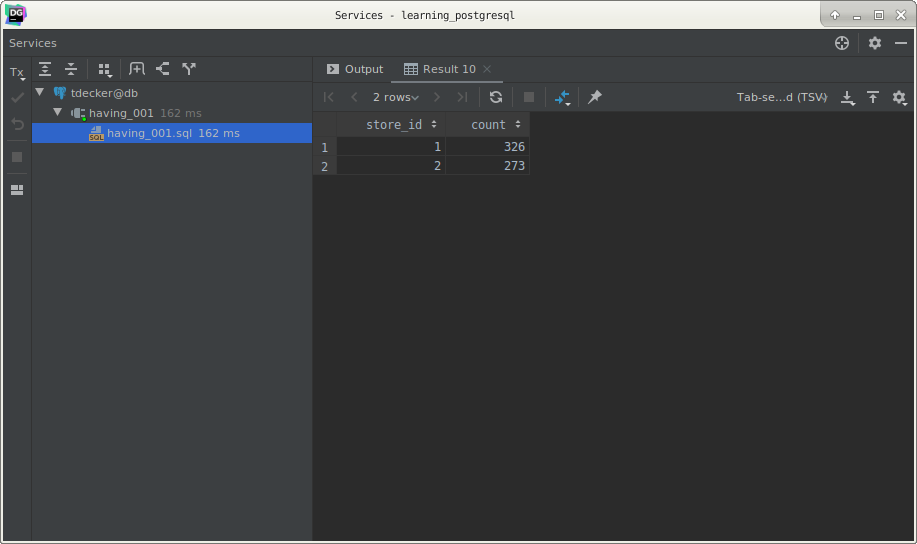 DG
Services - learning_postgresql
Services
Tx
Output
Result 10
tdecker@db
2 rows
Tab-se...d (TSV)
having_001 162 ms
store_id count
SQL having_001.sql 162 ms
1 1 326
2 2 273